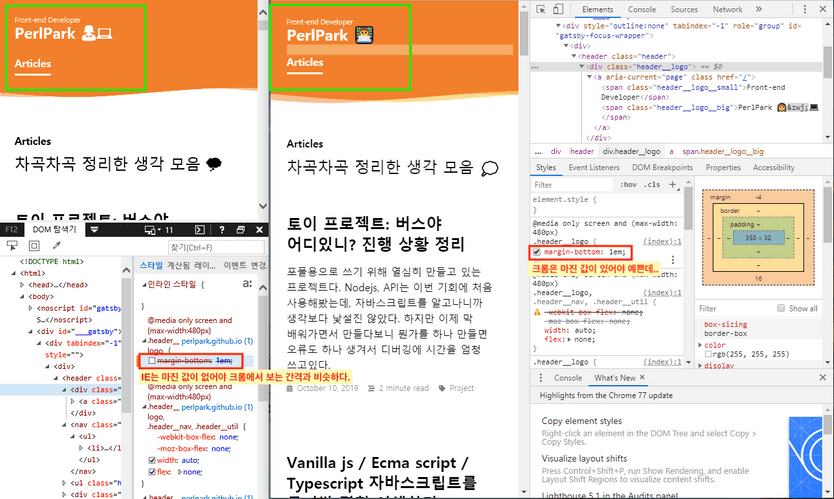 Front-end Developer
PerlPark
Articles
Articles
차곡차곡 정리한 생각 모음
토이 프로젝트: 버스야
F12
DOM 탐색기
11
찾기(Ctrl+F)
<!DOCTYPE html>
<html>
<head>…</head>
<body>
<noscript id="gatsby
S…</noscript>
<div id="___gatsby">
<div tabindex="-1"
style="">
<div>
<header class=
<div class="
<a class=
</div>
<nav class="
<ul>
<li>…</li
</ul>
</nav>
<ul class="h
<div class=
스타일
계산됨
레이…
이벤트
변경
인라인 스타일 {
a:
}
@media only screen and
(max-width:480px)
.header__ perlpark.github.io (1)
logo {
margin-bottom: 1em;
IE는 마진 값이 없어야 크롬에서 보는 간격과 비슷하다.
@media only screen and
(max-width:480px)
.header__ perlpark.github.io (1)
logo,
.header__nav, .header__util {
-webkit-box-flex: none;
-moz-box-flex: none;
width: auto;
flex: none;
}
.header perlpark.github.io (1)
Front-end Developer
PerlPark
Articles
Articles
차곡차곡 정리한 생각 모음
토이 프로젝트: 버스야
어디있니? 진행 상황 정리
포폴용으로 쓰기 위해 열심히 만들고 있는
프로젝트다. Nodejs, API는 이번 기회에 처음
사용해봤는데, 자바스크립트를 알고나니까
생각보다 낯설진 않았다. 하지만 이제 막
배워가면서 만들다보니 뭔가를 하나 만들면
오류도 하나 생겨서 디버깅에 시간을 엄청
쓰고있다.
October 10, 2019
2 minute read
Project
Vanilla js / Ecma script /
Typescript 자바스크립트를
Elements
Console
Sources
Network
»
<div style="outline:none" tabindex="-1" role="group" id=
"gatsby-focus-wrapper">
<div>
<header class="header">
<div class="header__logo"> == $0
<a aria-current="page" class href="/">
<span class="header__logo__small">Front-end
Developer</span>
<span class="header__logo__big">PerlPark &zwj;
</span>
</a>
</div>
… div header div.header__logo a span.header__logo__big
Styles
Event Listeners
DOM Breakpoints
Properties
Accessibility
Filter
:hov .cls +
element.style {
}
@media only screen and (max-width:
480px)
.header__logo { (index):1
margin-bottom: 1em;
크롬은 마진 값이 있어야 예쁜데..
480px)
.header__logo, (index):1
.header__nav, .header__util {
-webkit-box-flex: none;
-moz-box-flex: none;
width: auto;
flex: none;
}
.header__logo { (index):1
margin -4
border -
padding -
350 × 32
-
16
Filter
Show all
box-sizing
border-box
color
rgb(255, 255, 255)
display
Console
What's New
Highlights from the Chrome 77 update
Copy element styles
Right-click an element in the DOM Tree and select Copy >
Copy Styles.
Visualize layout shifts
Press Control+Shift+P, run Show Rendering, and enable
Layout Shift Regions to visualize content shifts.
Lighthouse 5.1 in the Audits panel